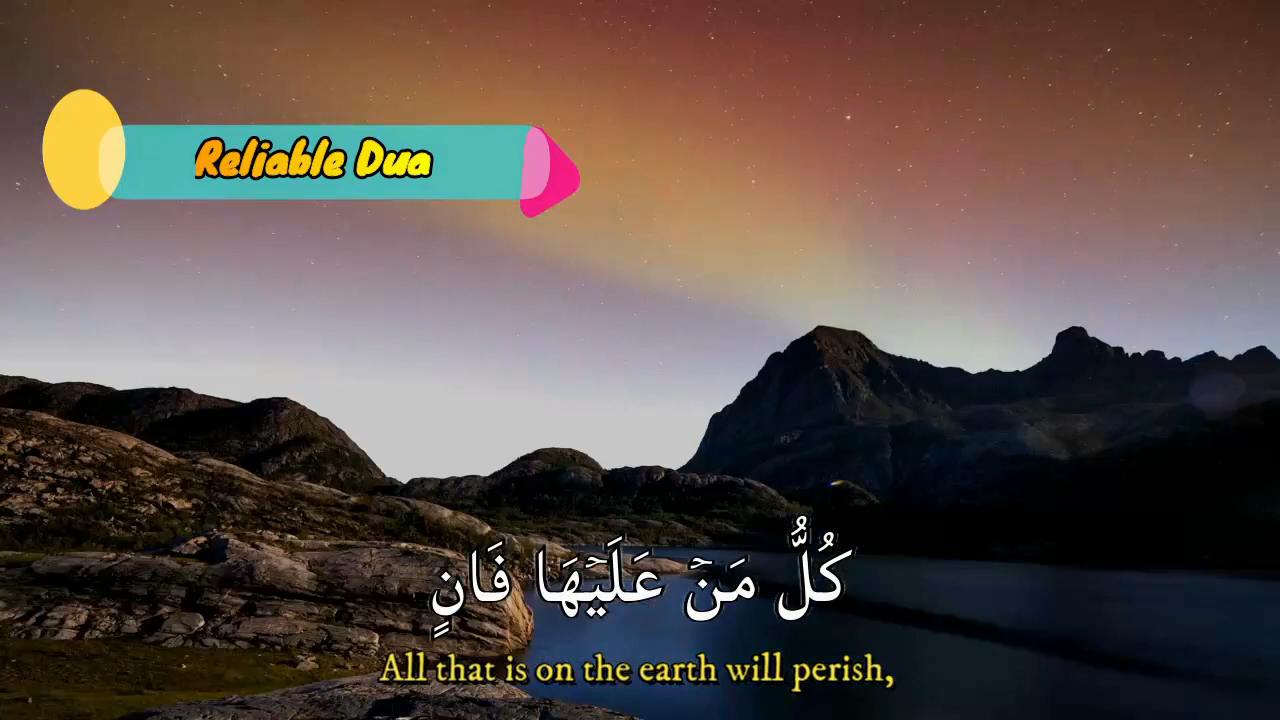 Reliable Dua
كُلُّ مَنۡ عَلَيۡهَا فَانٍ
All that is on the earth will perish,